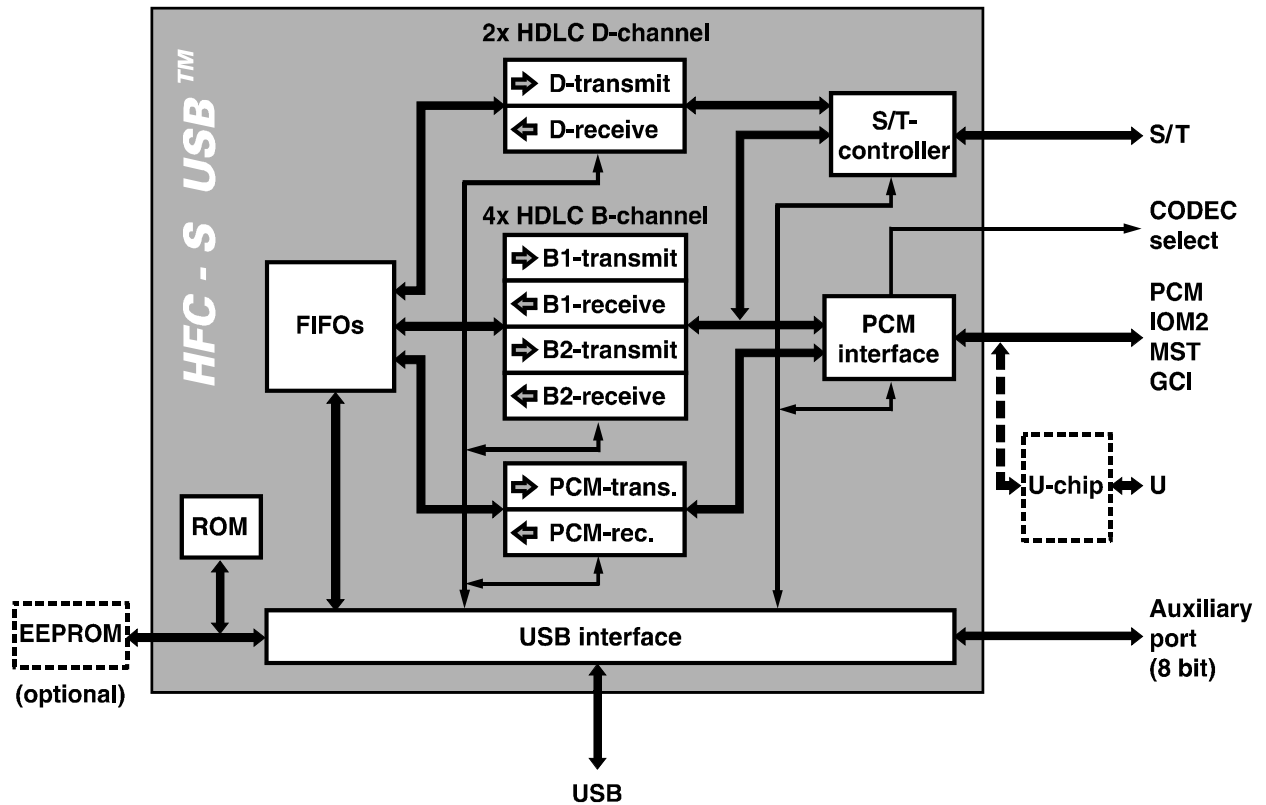 HFC - S USB™
2x HDLC D-channel
D-transmit
D-receive
S/T-
controller
S/T
4x HDLC B-channel
B1-transmit
B1-receive
B2-transmit
B2-receive
FIFOs
PCM
interface
CODEC
select
PCM
IOM2
MST
GCI
U-chip
U
PCM-trans.
PCM-rec.
ROM
EEPROM
(optional)
USB interface
Auxiliary
port
(8 bit)
USB